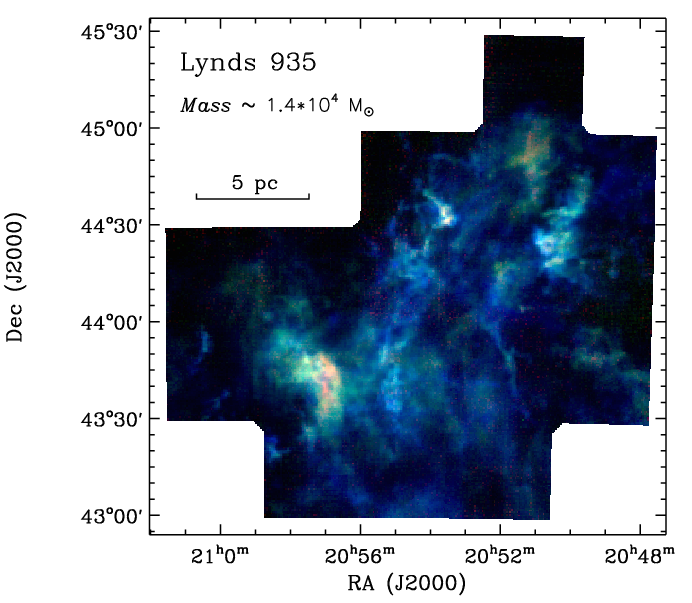 Lynds 935
Mass ~ 1.4*10⁴ M⊙
5 pc
45°30′
45°00′
44°30′
44°00′
43°30′
43°00′
Dec (J2000)
21ʰ0ᵐ 20ʰ56ᵐ 20ʰ52ᵐ 20ʰ48ᵐ
RA (J2000)